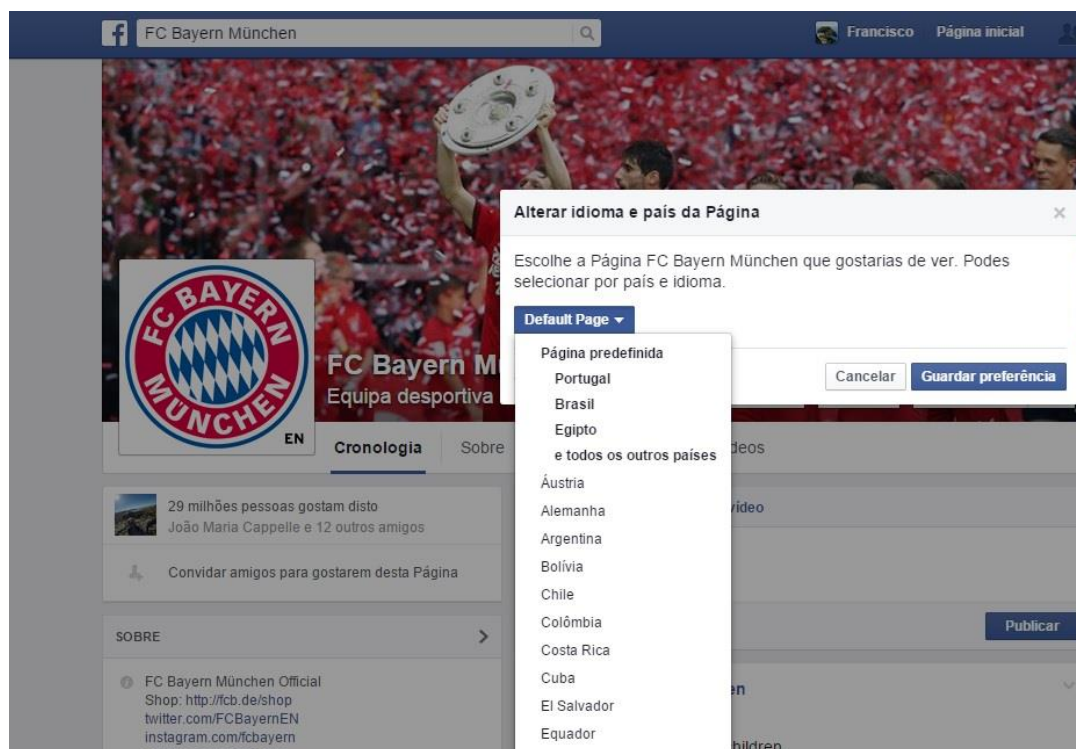 FC Bayern München
Francisco
Página inicial
Alterar idioma e país da Página
Escolhe a Página FC Bayern München que gostarias de ver. Podes
selecionar por país e idioma.
Default Page
Página predefinida
Portugal
Brasil
Egipto
e todos os outros países
Áustria
Alemanha
Argentina
Bolívia
Chile
Colômbia
Costa Rica
Cuba
El Salvador
Equador
Cancelar
Guardar preferência
FC BAYERN
MÜNCHEN
EN
FC Bayern M
Equipa desportiva
Cronologia
Sobre
deos
29 milhões pessoas gostam disto
João Maria Cappelle e 12 outros amigos
Convidar amigos para gostarem desta Página
vídeo
Publicar
SOBRE
FC Bayern München Official
Shop: http://fcb.de/shop
twitter.com/FCBayernEN
instagram.com/fcbayern
en
hildren